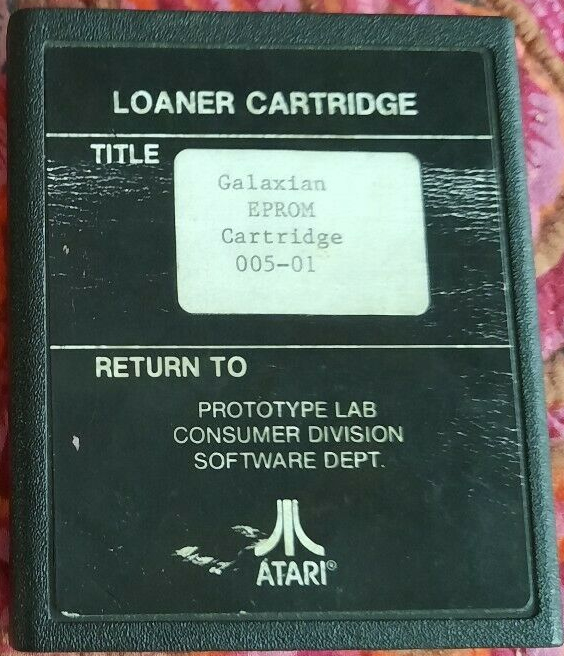 LOANER CARTRIDGE
TITLE
Galaxian
EPROM
Cartridge
005-01
RETURN TO
PROTOTYPE LAB
CONSUMER DIVISION
SOFTWARE DEPT.
ATARI®